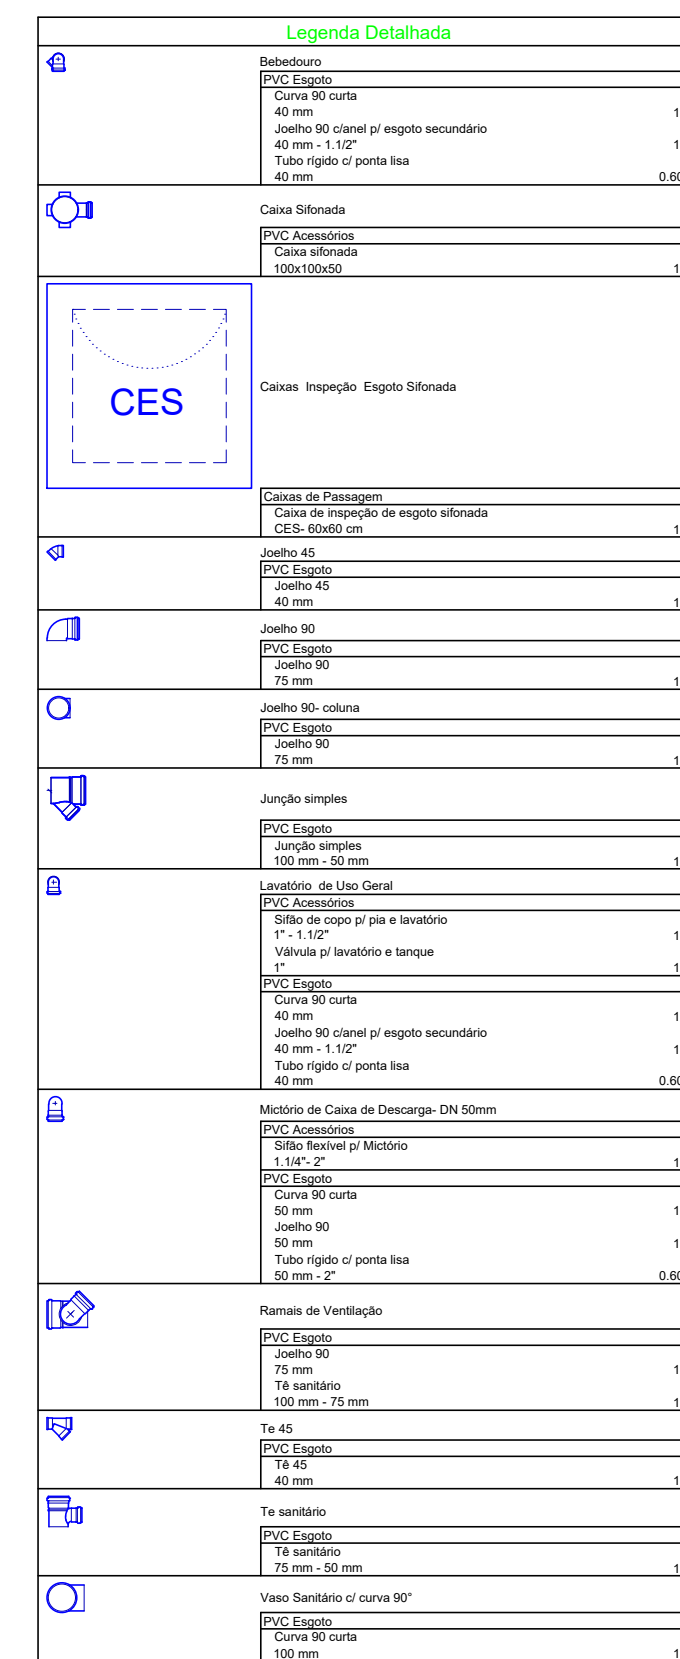 Legenda Detalhada
Bebedouro
PVC Esgoto
Curva 90 curta
40 mm 1
Joelho 90 c/anel p/ esgoto secundário
40 mm - 1.1/2" 1
Tubo rígido c/ ponta lisa
40 mm 0.60
Caixa Sifonada
PVC Acessórios
Caixa sifonada
100x100x50 1
CES
Caixas Inspeção Esgoto Sifonada
Caixas de Passagem
Caixa de inspeção de esgoto sifonada
CES- 60x60 cm 1
Joelho 45
PVC Esgoto
Joelho 45
40 mm 1
Joelho 90
PVC Esgoto
Joelho 90
75 mm 1
Joelho 90- coluna
PVC Esgoto
Joelho 90
75 mm 1
Junção simples
PVC Esgoto
Junção simples
100 mm - 50 mm 1
Lavatório de Uso Geral
PVC Acessórios
Sifão de copo p/ pia e lavatório
1" - 1.1/2" 1
Válvula p/ lavatório e tanque
1" 1
PVC Esgoto
Curva 90 curta
40 mm 1
Joelho 90 c/anel p/ esgoto secundário
40 mm - 1.1/2" 1
Tubo rígido c/ ponta lisa
40 mm 0.60
Mictório de Caixa de Descarga- DN 50mm
PVC Acessórios
Sifão flexível p/ Mictório
1.1/4"- 2" 1
PVC Esgoto
Curva 90 curta
50 mm 1
Joelho 90
50 mm 1
Tubo rígido c/ ponta lisa
50 mm - 2" 0.60
Ramais de Ventilação
PVC Esgoto
Joelho 90
75 mm 1
Tê sanitário
100 mm - 75 mm 1
Te 45
PVC Esgoto
Tê 45
40 mm 1
Te sanitário
PVC Esgoto
Tê sanitário
75 mm - 50 mm 1
Vaso Sanitário c/ curva 90°
PVC Esgoto
Curva 90 curta
100 mm 1